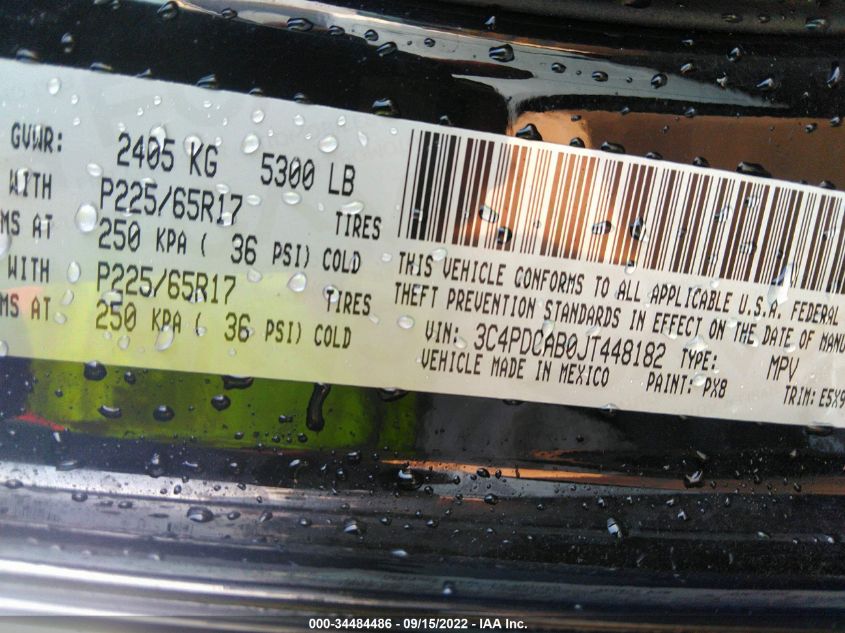 GVWR: 2405 KG 5300 LB
WITH P225/65R17 TIRES
MS AT 250 KPA ( 36 PSI) COLD
WITH P225/65R17 TIRES
MS AT 250 KPA ( 36 PSI) COLD
THIS VEHICLE CONFORMS TO ALL APPLICABLE U.S.A. FEDERAL
THEFT PREVENTION STANDARDS IN EFFECT ON THE DATE OF MANU
VIN: 3C4PDCAB0JT448182 TYPE: MPV
VEHICLE MADE IN MEXICO PAINT: PX8 TRIM: E5X9
000-34484486 - 09/15/2022 - IAA Inc.